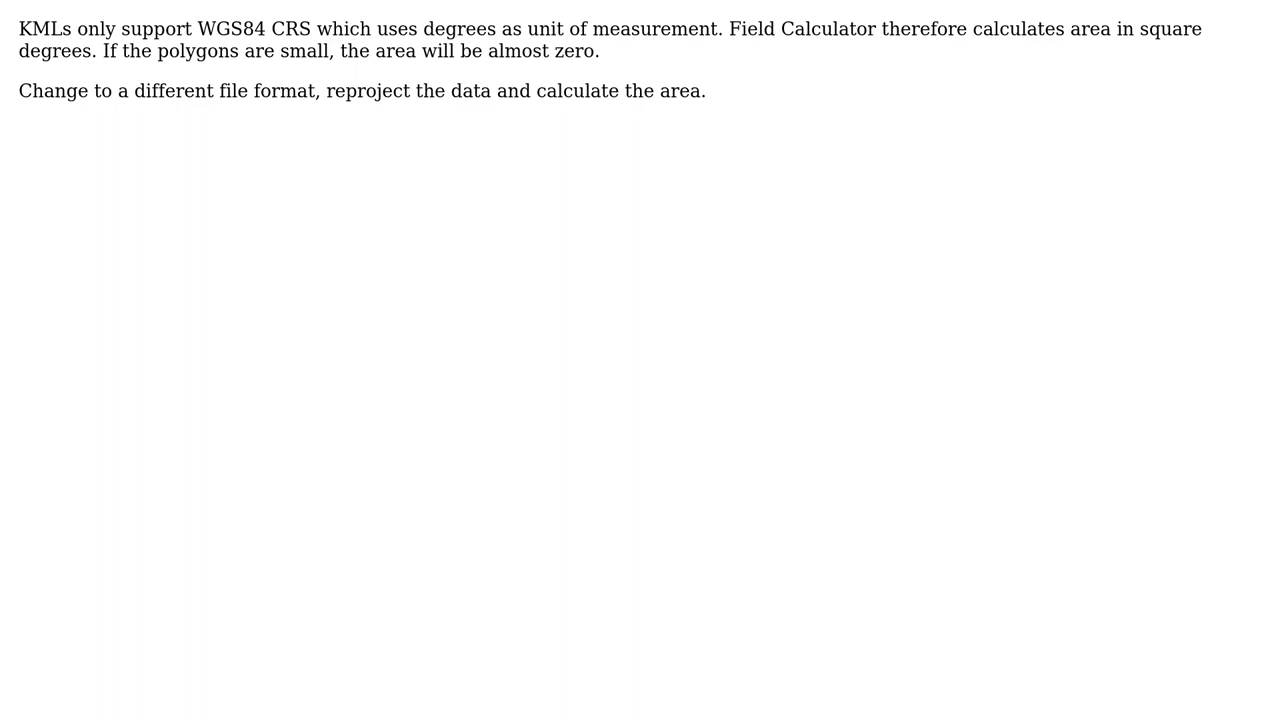 KMLs only support WGS84 CRS which uses degrees as unit of measurement. Field Calculator therefore calculates area in square
degrees. If the polygons are small, the area will be almost zero.
Change to a different file format, reproject the data and calculate the area.